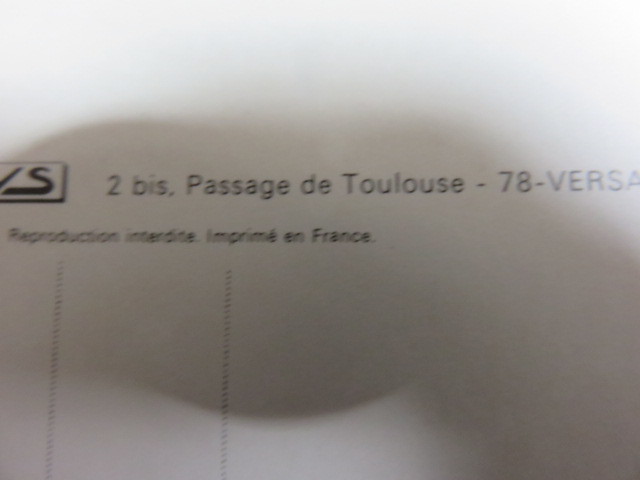 2 bis, Passage de Toulouse - 78-VERSA
Reproduction interdite. Imprimé en France.